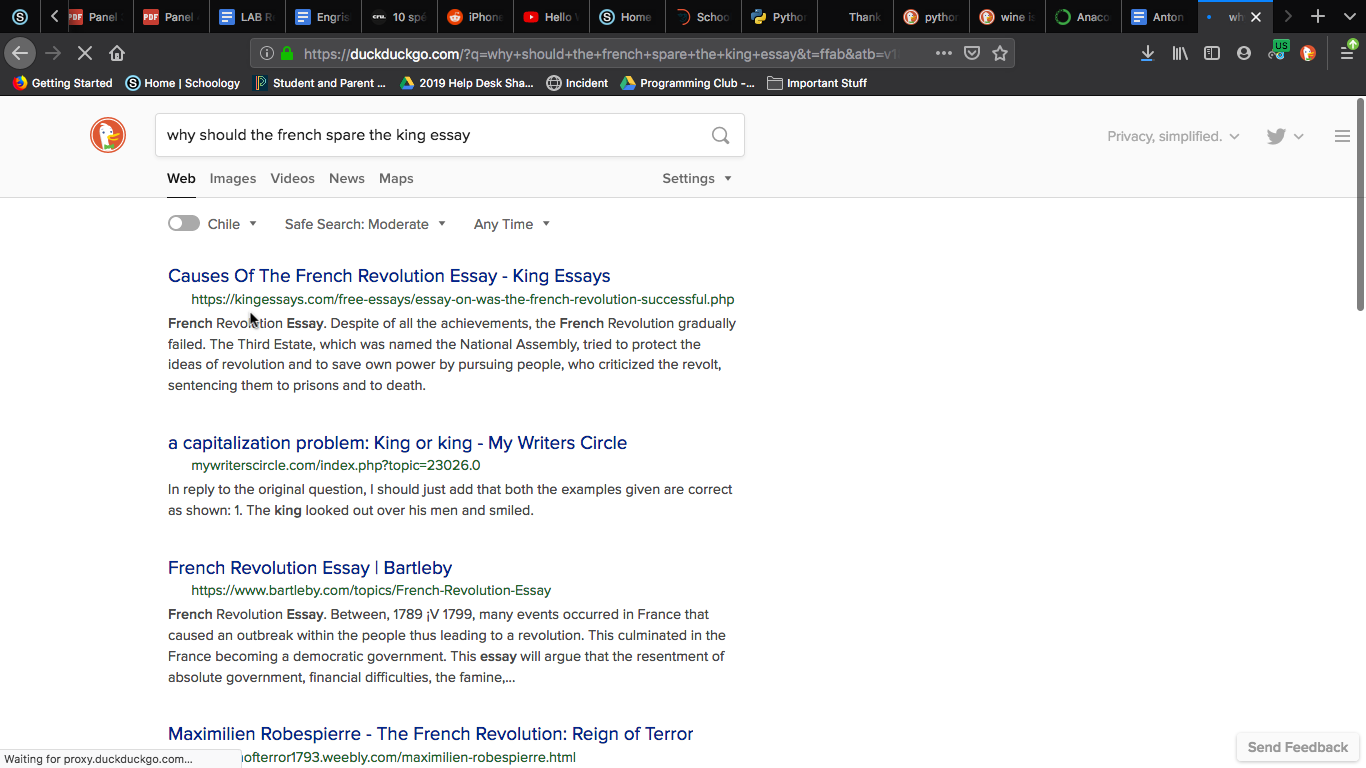 Panel
PDF Panel
LAB R
Engris
cru. 10 spé
iPhone
Hello
S Home
Schoo
Pytho
Thank
python
wine is
Anaco
Anton
wh
https://duckduckgo.com/?q=why+should+the+french+spare+the+king+essay&t=ffab&atb=v1
US
Getting Started
S Home | Schoology
Student and Parent ...
2019 Help Desk Sha...
Incident
Programming Club -...
Important Stuff
why should the french spare the king essay
Privacy, simplified.
Web Images Videos News Maps Settings
Chile Safe Search: Moderate Any Time
Causes Of The French Revolution Essay - King Essays
https://kingessays.com/free-essays/essay-on-was-the-french-revolution-successful.php
French Revolution Essay. Despite of all the achievements, the French Revolution gradually
failed. The Third Estate, which was named the National Assembly, tried to protect the
ideas of revolution and to save own power by pursuing people, who criticized the revolt,
sentencing them to prisons and to death.
a capitalization problem: King or king - My Writers Circle
mywriterscircle.com/index.php?topic=23026.0
In reply to the original question, I should just add that both the examples given are correct
as shown: 1. The king looked out over his men and smiled.
French Revolution Essay | Bartleby
https://www.bartleby.com/topics/French-Revolution-Essay
French Revolution Essay. Between, 1789 ¡V 1799, many events occurred in France that
caused an outbreak within the people thus leading to a revolution. This culminated in the
France becoming a democratic government. This essay will argue that the resentment of
absolute government, financial difficulties, the famine,...
Maximilien Robespierre - The French Revolution: Reign of Terror
ofterror1793.weebly.com/maximilien-robespierre.html
Waiting for proxy.duckduckgo.com...
Send Feedback